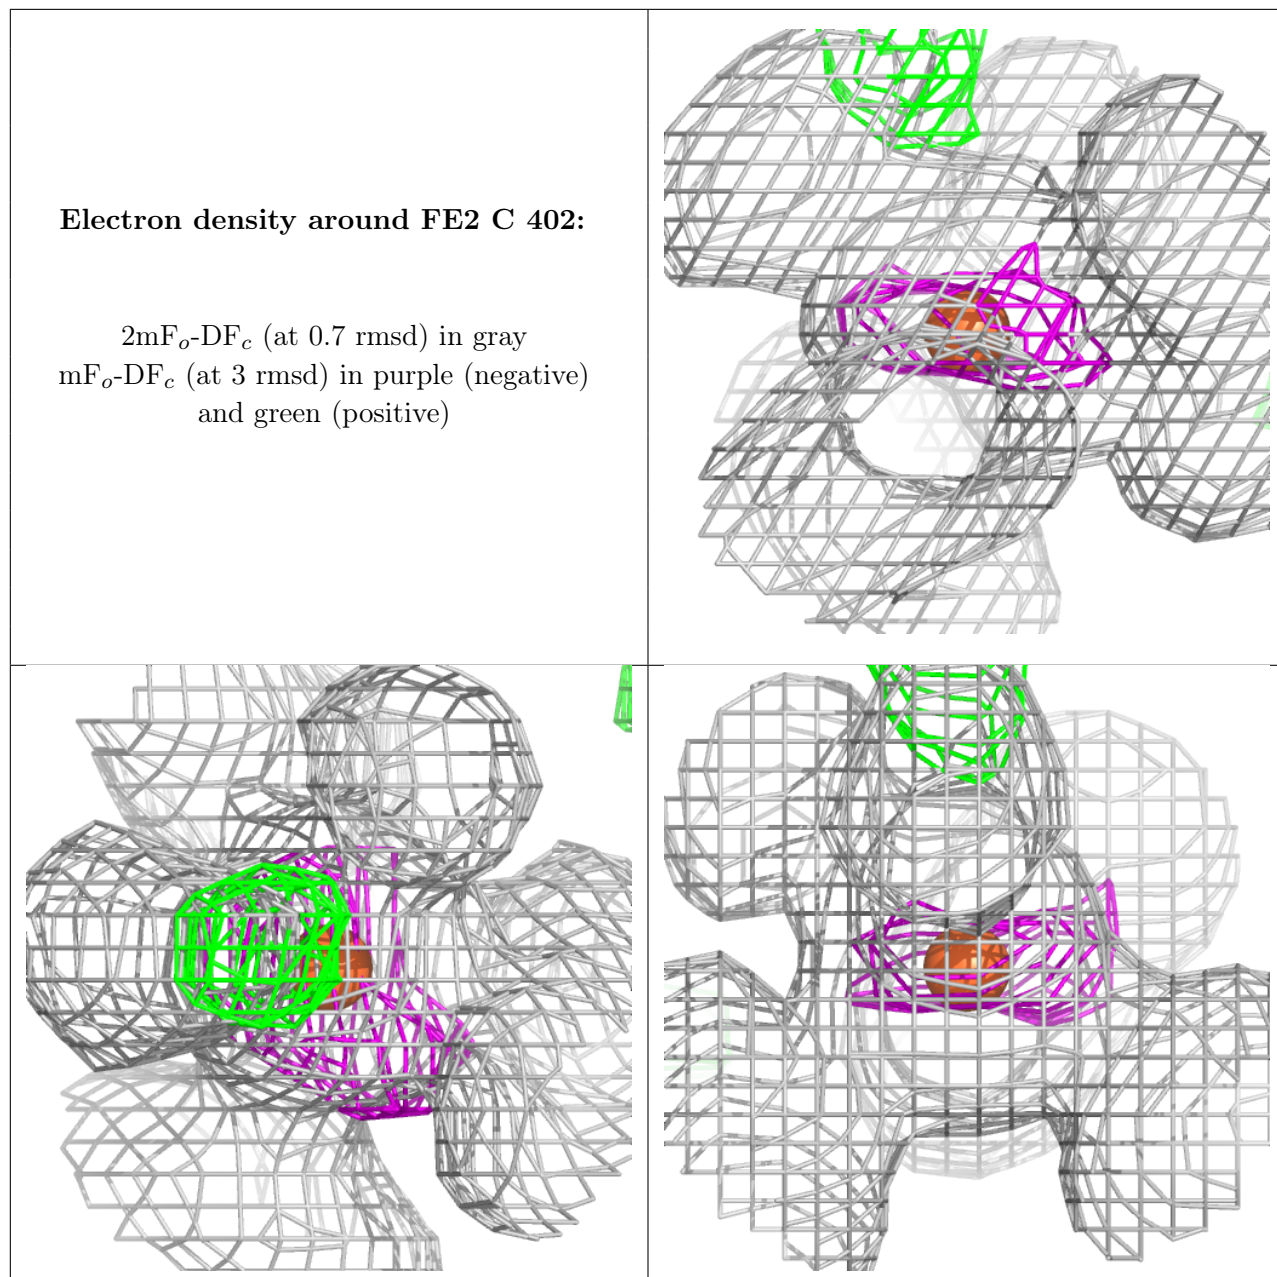 Electron density around FE2 C 402:
2mFₒ-DF𝒸 (at 0.7 rmsd) in gray
mFₒ-DF𝒸 (at 3 rmsd) in purple (negative)
and green (positive)